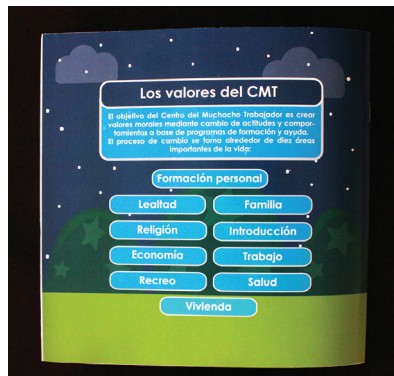 Los valores del CMT
El objetivo del Centro del Muchacho Trabajador es crear
valores morales mediante cambio de actitudes y compor-
tamientos a base de programas de formación y ayuda.
El proceso de cambio se torna alrededor de diez áreas
importantes de la vida:
Formación personal
Lealtad
Familia
Religión
Introducción
Economía
Trabajo
Recreo
Salud
Vivienda